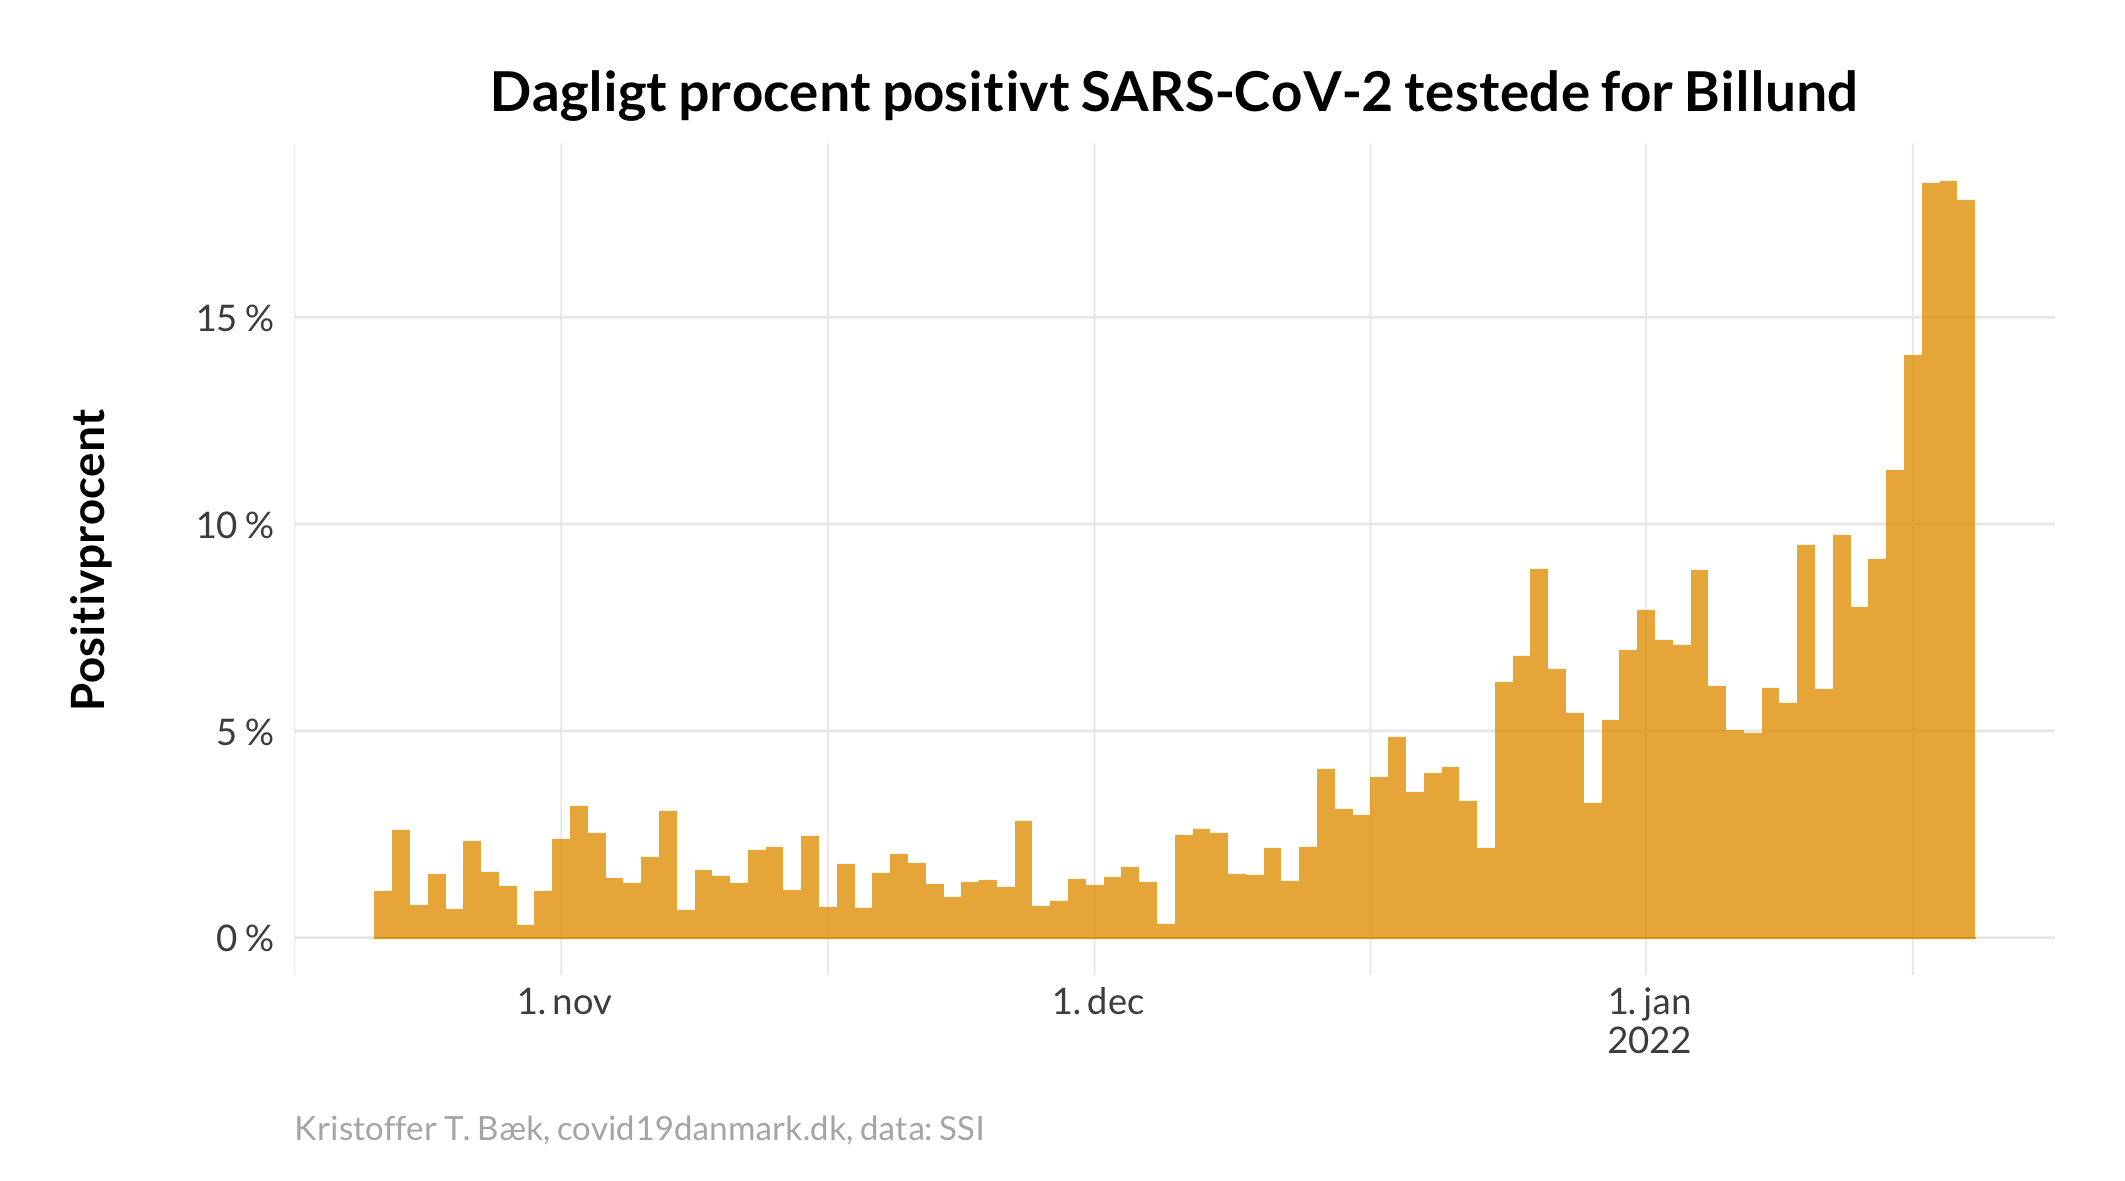 Dagligt procent positivt SARS-CoV-2 testede for Billund
Positivprocent
15 %
10 %
5 %
0 %
1. nov
1. dec
1. jan
2022
Kristoffer T. Bæk, covid19danmark.dk, data: SSI